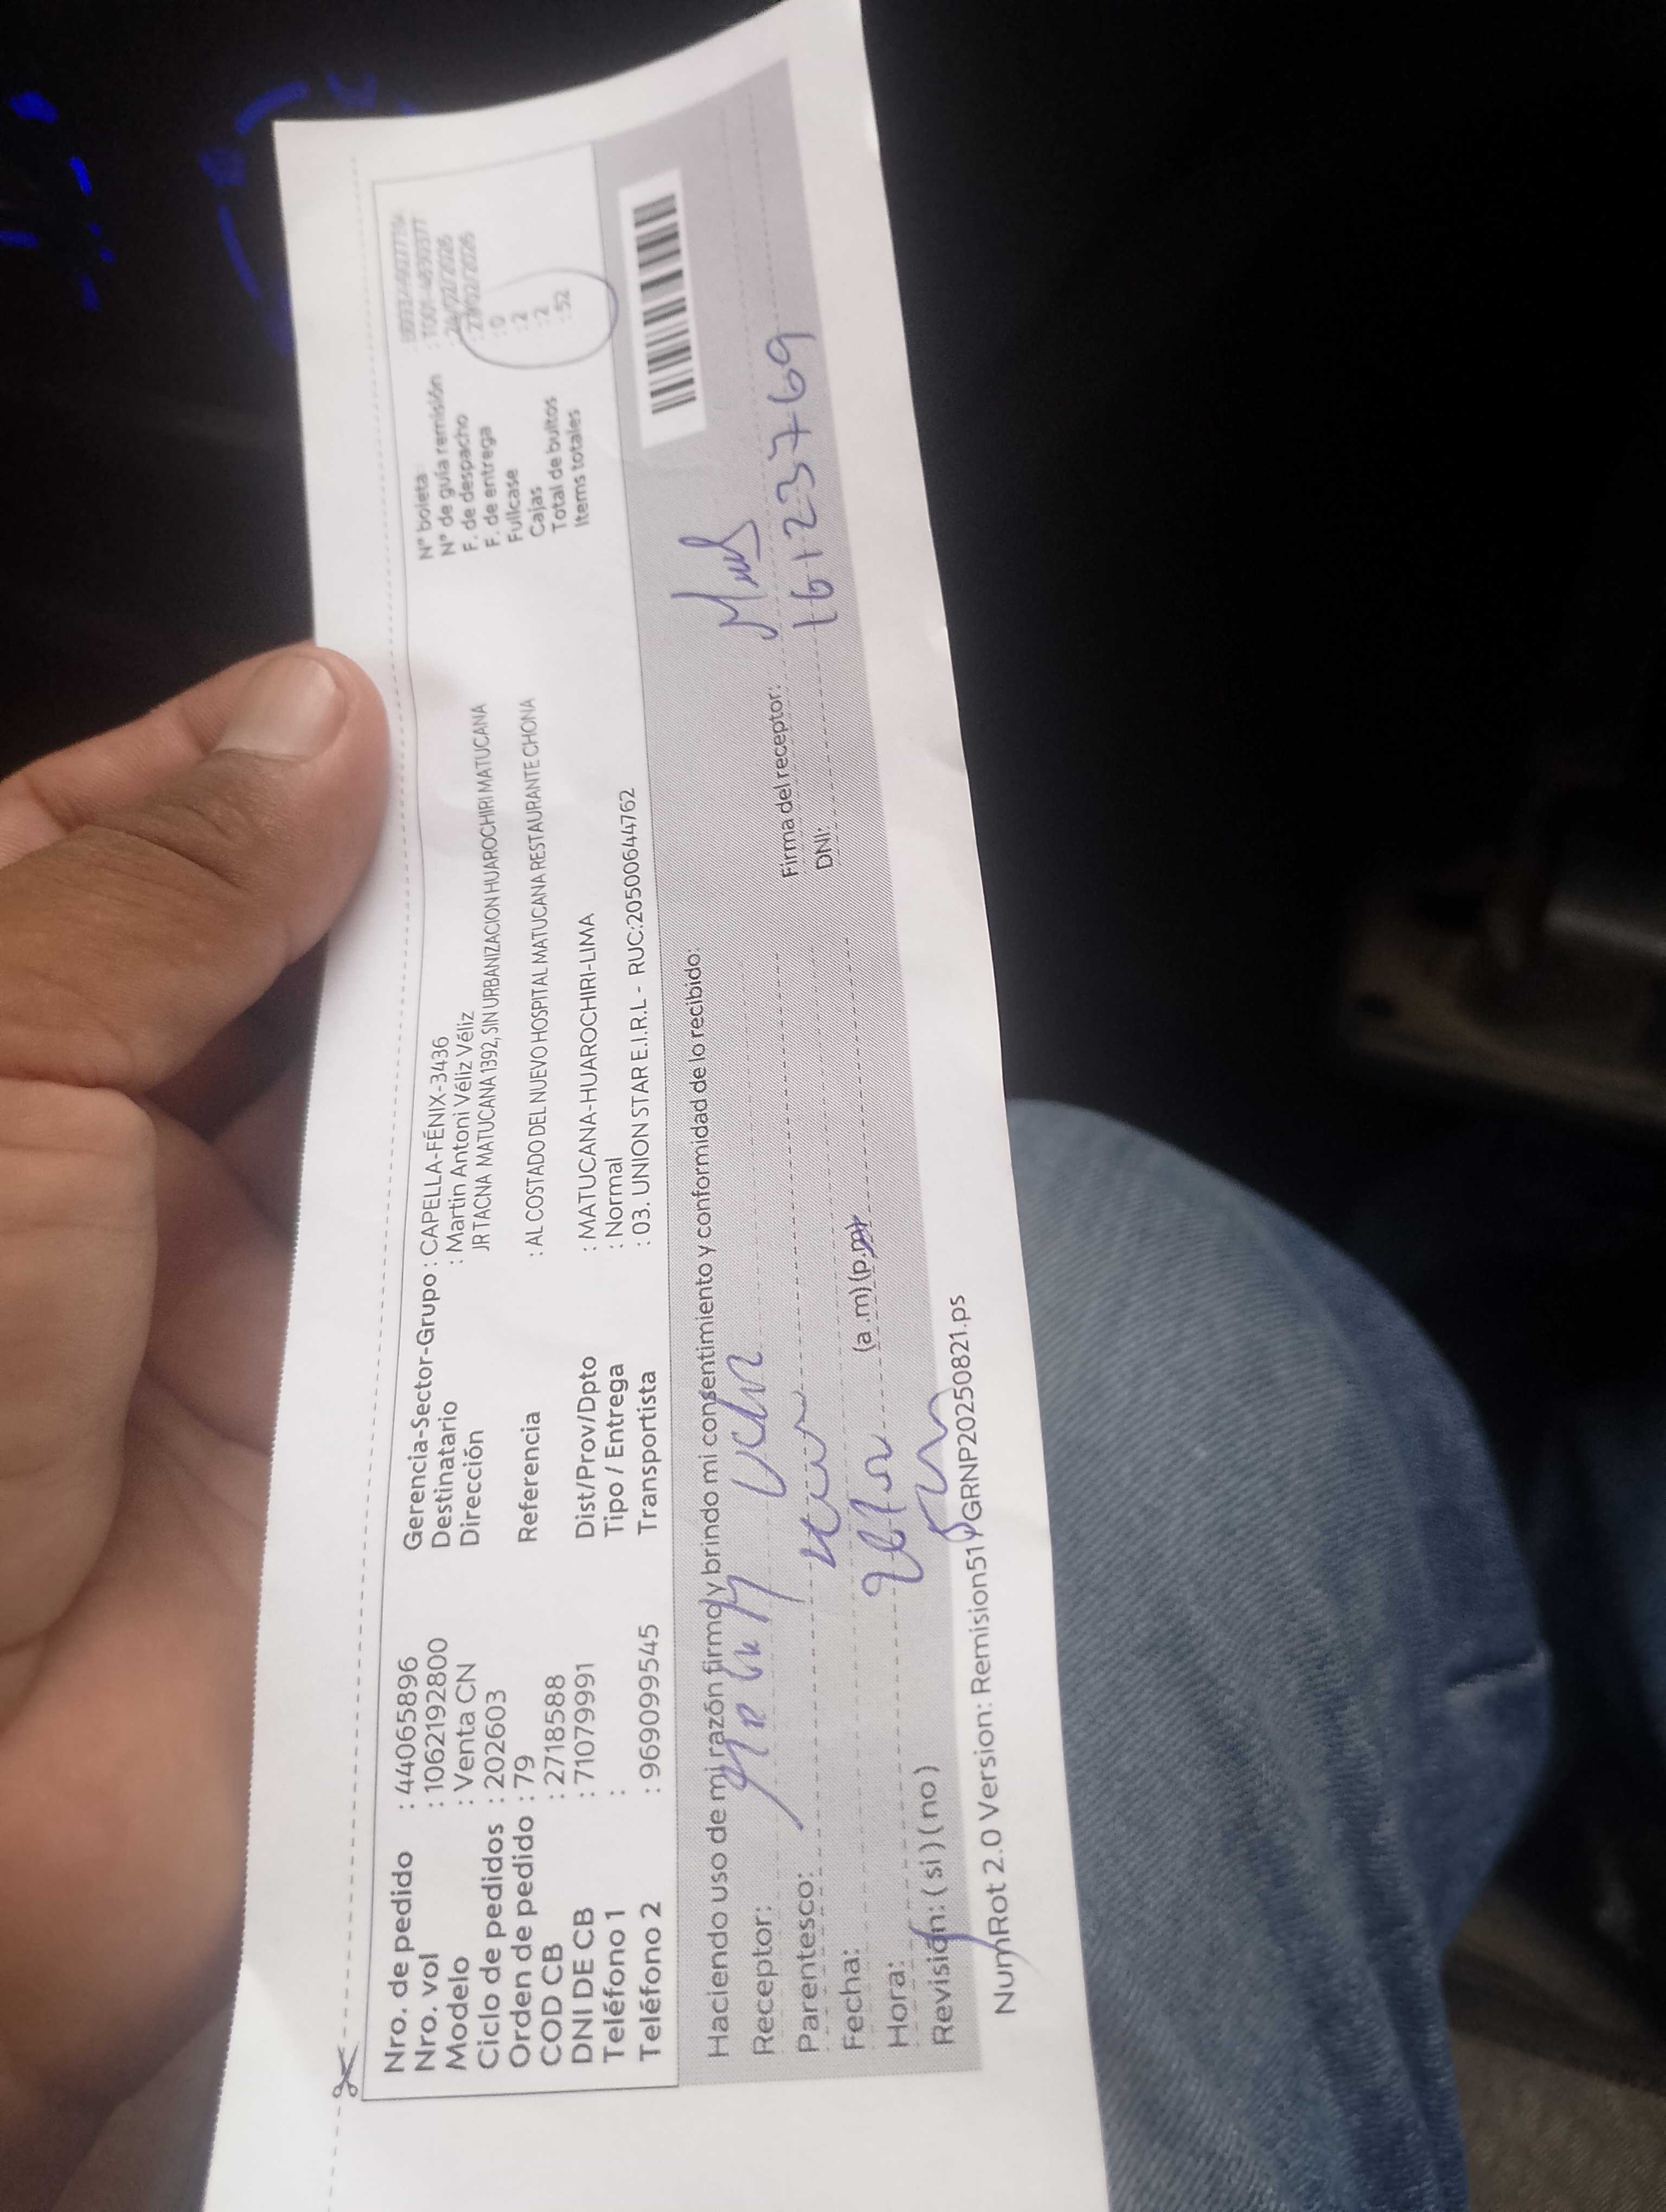 Nro. de pedido : 44065896
Nro. vol : 1062192800
Modelo : Venta CN
Ciclo de pedidos : 202603
Orden de pedido : 79
COD CB : 2718588
DNI DE CB : 71079991
Teléfono 1 :
Teléfono 2 : 969099545
Gerencia-Sector-Grupo : CAPELLA-FÉNIX-3436
Destinatario : Martin Antoni Véliz Véliz
Dirección JR TACNA MATUCANA 1392, SIN URBANIZACION HUAROCHIRI MATUCANA
Referencia : AL COSTADO DEL NUEVO HOSPITAL MATUCANA RESTAURANTE CHONA
Dist/Prov/Dpto : MATUCANA-HUAROCHIRI-LIMA
Tipo / Entrega : Normal
Transportista : 03. UNION STAR E.I.R.L - RUC:20500644762
N° boleta
N° de guía remisión
F. de despacho
F. de entrega
Fullcase : 0
Cajas : 2
Total de bultos : 2
Items totales : 52
Haciendo uso de mi razón firmo y brindo mi consentimiento y conformidad de lo recibido:
Receptor:
Parentesco:
Fecha:
Hora: (a .m) (p.m)
Revisión: ( si ) ( no )
Firma del receptor:
DNI: 16123769
NumRot 2.0 Version: Remision51 GRNP20250821.ps